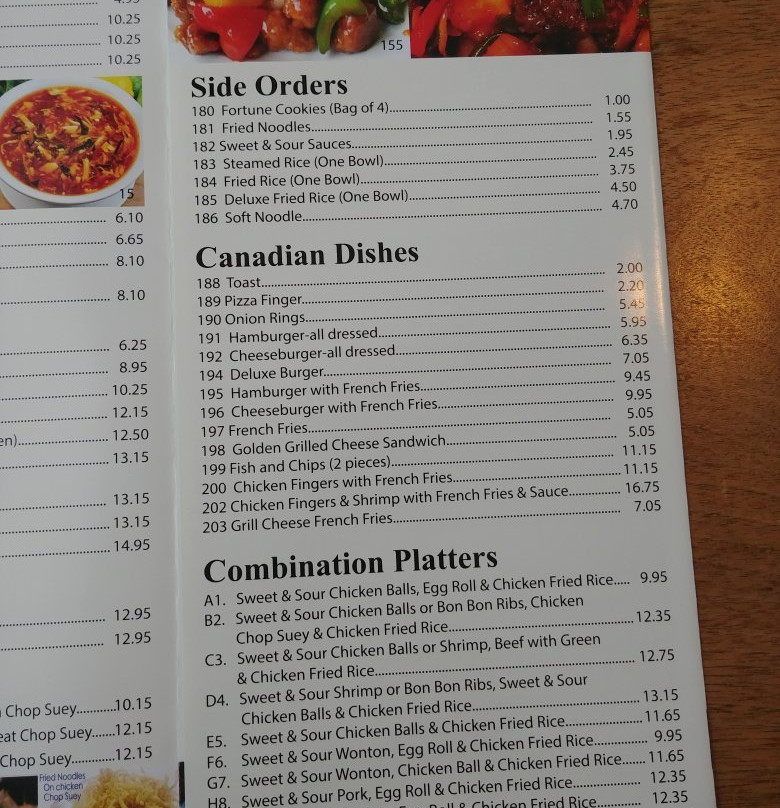 10.25
10.25
10.25
15
6.10
6.65
8.10
8.10
6.25
8.95
10.25
12.15
en)..................... 12.50
13.15
13.15
13.15
14.95
12.95
12.95
Chop Suey..........10.15
eat Chop Suey......12.15
Chop Suey.......12.15
Fried Noodles
On chicken
Chop Suey
155
Side Orders
180 Fortune Cookies (Bag of 4)........ 1.00
181 Fried Noodles........ 1.55
182 Sweet & Sour Sauces........ 1.95
183 Steamed Rice (One Bowl)........ 2.45
184 Fried Rice (One Bowl)........ 3.75
185 Deluxe Fried Rice (One Bowl)........ 4.50
186 Soft Noodle........ 4.70
Canadian Dishes
188 Toast........ 2.00
189 Pizza Finger........ 2.20
190 Onion Rings........ 5.45
191 Hamburger-all dressed........ 5.95
192 Cheeseburger-all dressed........ 6.35
194 Deluxe Burger........ 7.05
195 Hamburger with French Fries........ 9.45
196 Cheeseburger with French Fries........ 9.95
197 French Fries........ 5.05
198 Golden Grilled Cheese Sandwich........ 5.05
199 Fish and Chips (2 pieces)........ 11.15
200 Chicken Fingers with French Fries........ 11.15
202 Chicken Fingers & Shrimp with French Fries & Sauce........ 16.75
203 Grill Cheese French Fries........ 7.05
Combination Platters
A1. Sweet & Sour Chicken Balls, Egg Roll & Chicken Fried Rice..... 9.95
B2. Sweet & Sour Chicken Balls or Bon Bon Ribs, Chicken
Chop Suey & Chicken Fried Rice........ 12.35
C3. Sweet & Sour Chicken Balls or Shrimp, Beef with Green
& Chicken Fried Rice........ 12.75
D4. Sweet & Sour Shrimp or Bon Bon Ribs, Sweet & Sour
Chicken Balls & Chicken Fried Rice........ 13.15
E5. Sweet & Sour Chicken Balls & Chicken Fried Rice........ 11.65
F6. Sweet & Sour Wonton, Egg Roll & Chicken Fried Rice........ 9.95
G7. Sweet & Sour Wonton, Chicken Ball & Chicken Fried Rice...... 11.65
H8. Sweet & Sour Pork, Egg Roll & Chicken Fried Rice........ 12.35
Roll & Chicken Fried Rice........ 12.35